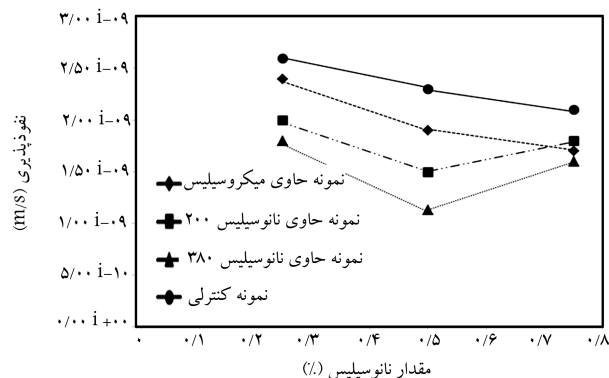 ۳/۰۰ i-۰۹
۲/۵۰ i-۰۹
۲/۰۰ i-۰۹
۱/۵۰ i-۰۹
۱/۰۰ i-۰۹
۵/۰۰ i-۱۰
۰/۰۰ i+۰۰
نفوذپذیری (m/s)
نمونه حاوی میکروسیلیس
نمونه حاوی نانوسیلیس ۲۰۰
نمونه حاوی نانوسیلیس ۳۸۰
نمونه کنترلی
۰ ۰/۱ ۰/۲ ۰/۳ ۰/۴ ۰/۵ ۰/۶ ۰/۷ ۰/۸
مقدار نانوسیلیس (٪)